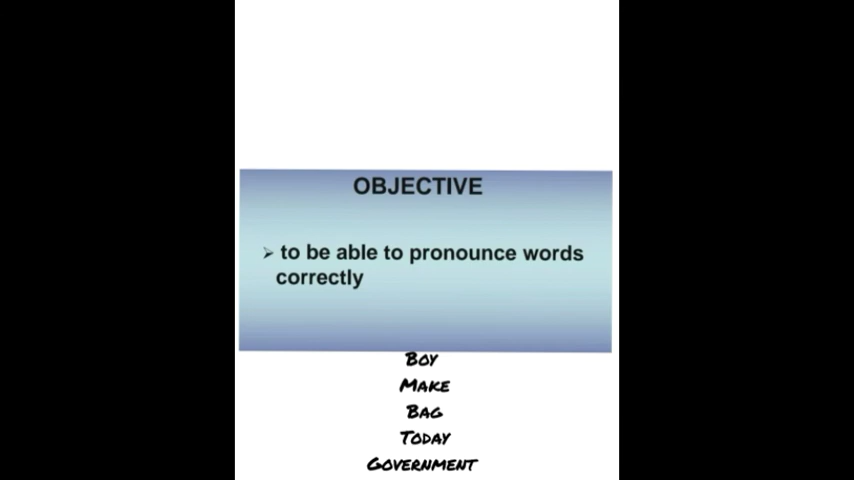 OBJECTIVE
➢ to be able to pronounce words
correctly
BOY
MAKE
BAG
TODAY
GOVERNMENT